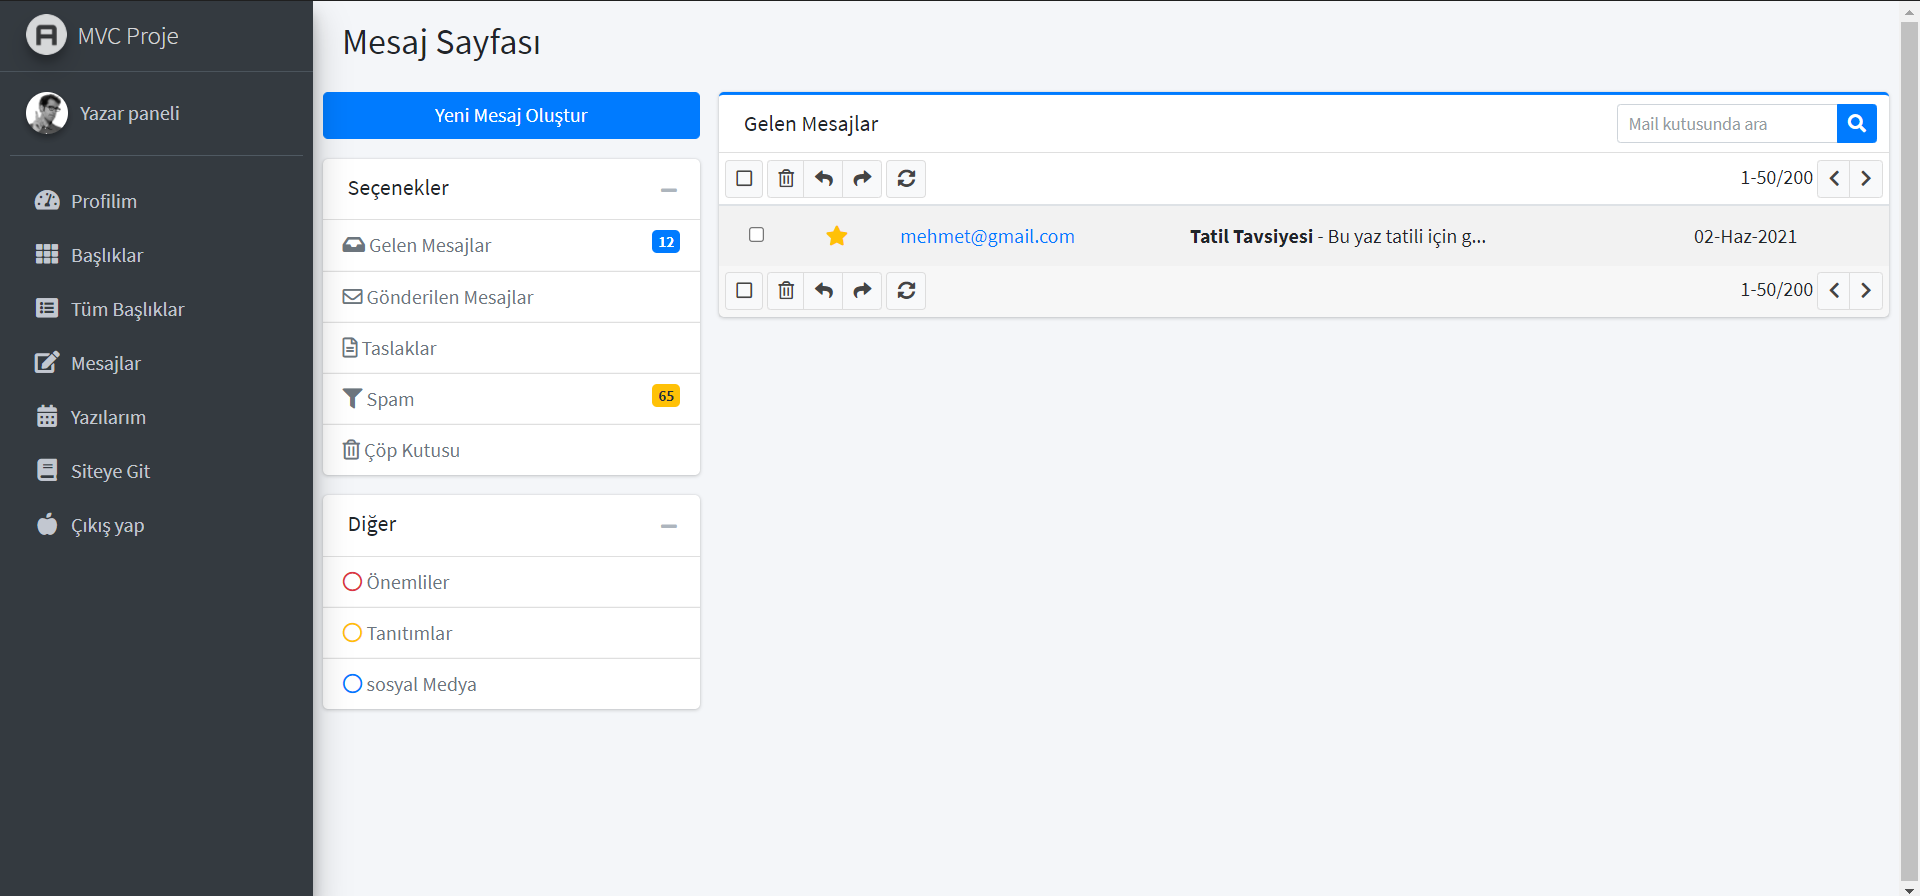 MVC Proje
Yazar paneli
Profilim
Başlıklar
Tüm Başlıklar
Mesajlar
Yazılarım
Siteye Git
Çıkış yap
Mesaj Sayfası
Yeni Mesaj Oluştur
Seçenekler
Gelen Mesajlar 12
Gönderilen Mesajlar
Taslaklar
Spam 65
Çöp Kutusu
Diğer
Önemliler
Tanıtımlar
sosyal Medya
Gelen Mesajlar
Mail kutusunda ara
1-50/200
mehmet@gmail.com Tatil Tavsiyesi - Bu yaz tatili için g... 02-Haz-2021
1-50/200